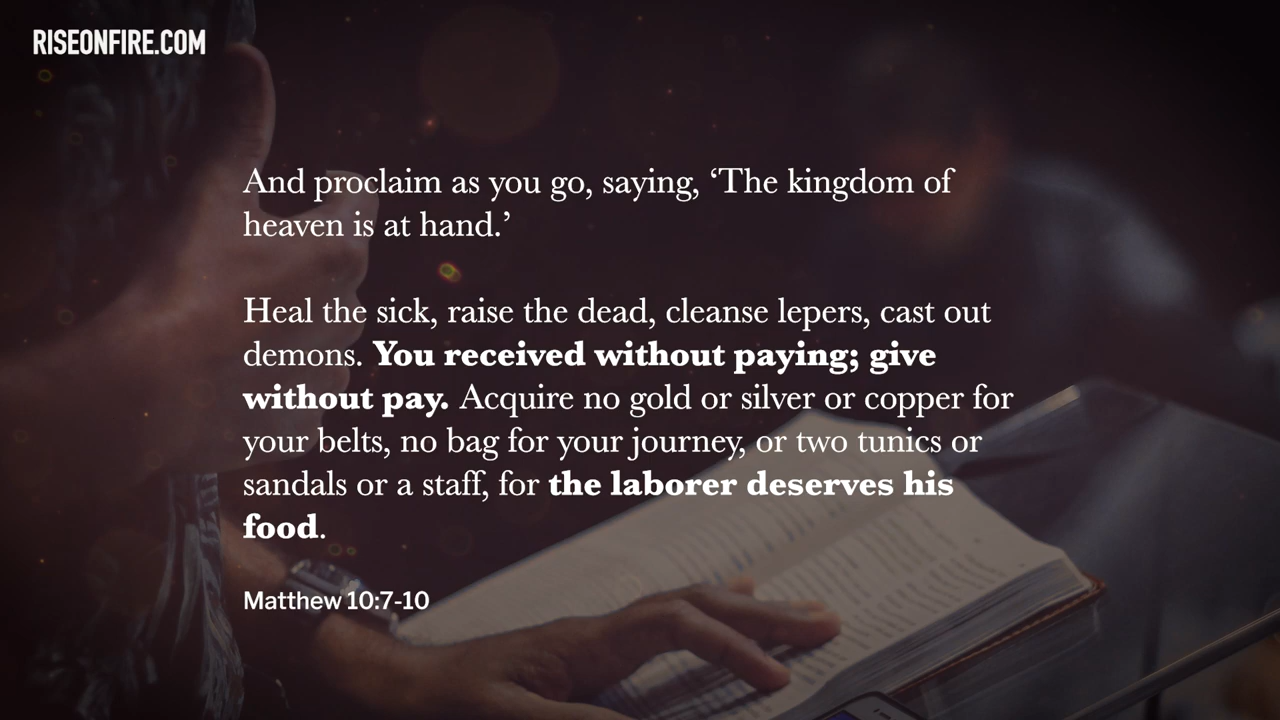 RISEONFIRE.COM
And proclaim as you go, saying, ‘The kingdom of
heaven is at hand.’
Heal the sick, raise the dead, cleanse lepers, cast out
demons. You received without paying; give
without pay. Acquire no gold or silver or copper for
your belts, no bag for your journey, or two tunics or
sandals or a staff, for the laborer deserves his
food.
Matthew 10:7-10